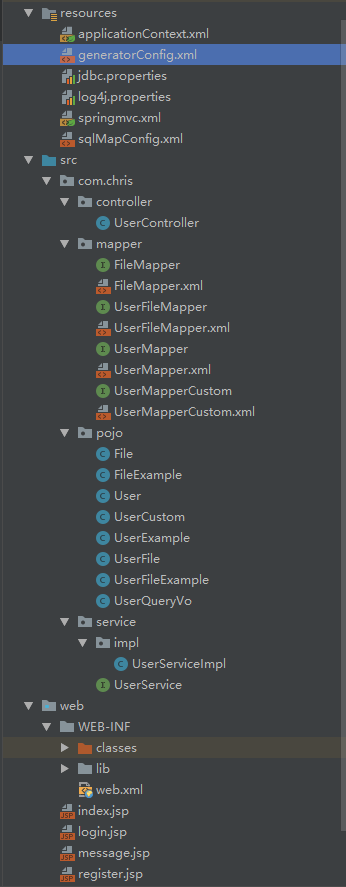 resources
applicationContext.xml
generatorConfig.xml
jdbc.properties
log4j.properties
springmvc.xml
sqlMapConfig.xml
src
com.chris
controller
UserController
mapper
FileMapper
FileMapper.xml
UserFileMapper
UserFileMapper.xml
UserMapper
UserMapper.xml
UserMapperCustom
UserMapperCustom.xml
pojo
File
FileExample
User
UserCustom
UserExample
UserFile
UserFileExample
UserQueryVo
service
impl
UserServiceImpl
UserService
web
WEB-INF
classes
lib
web.xml
index.jsp
login.jsp
message.jsp
register.jsp